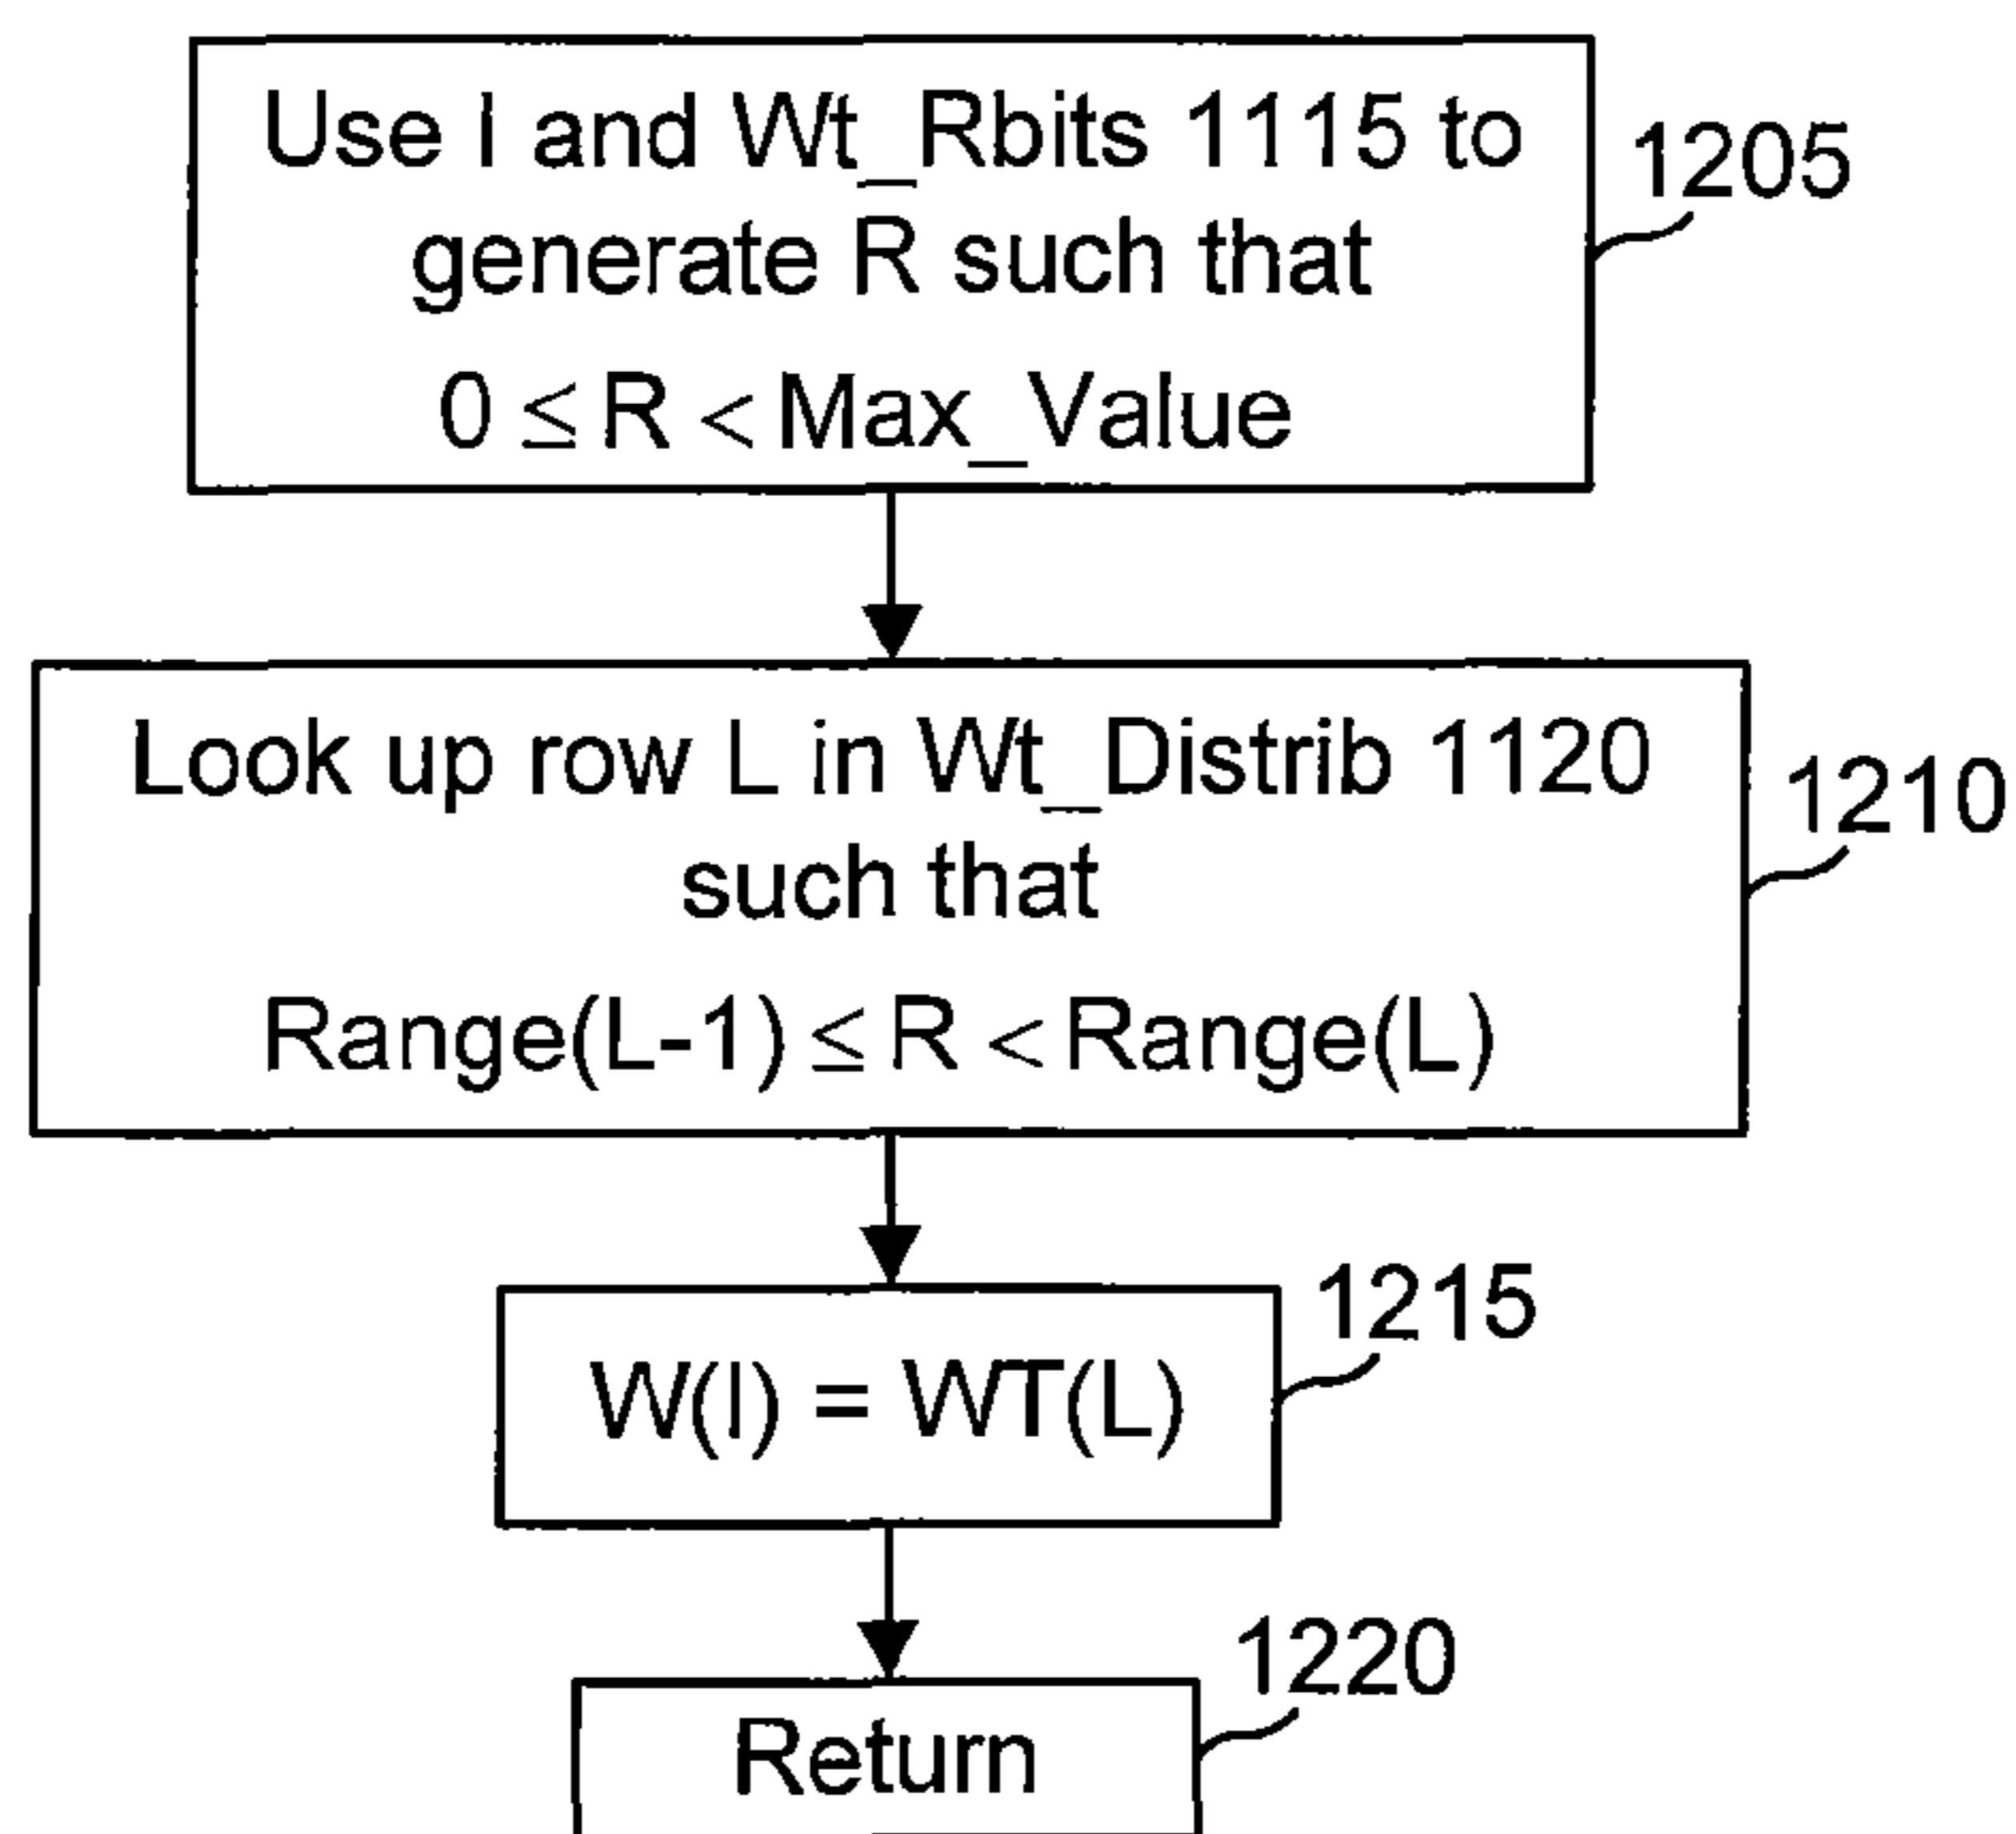 Use I and Wt_Rbits 1115 to
generate R such that
0 ≤ R < Max_Value
1205
Look up row L in Wt_Distrib 1120
such that
Range(L-1) ≤ R < Range(L)
1210
W(I) = WT(L)
1215
Return
1220